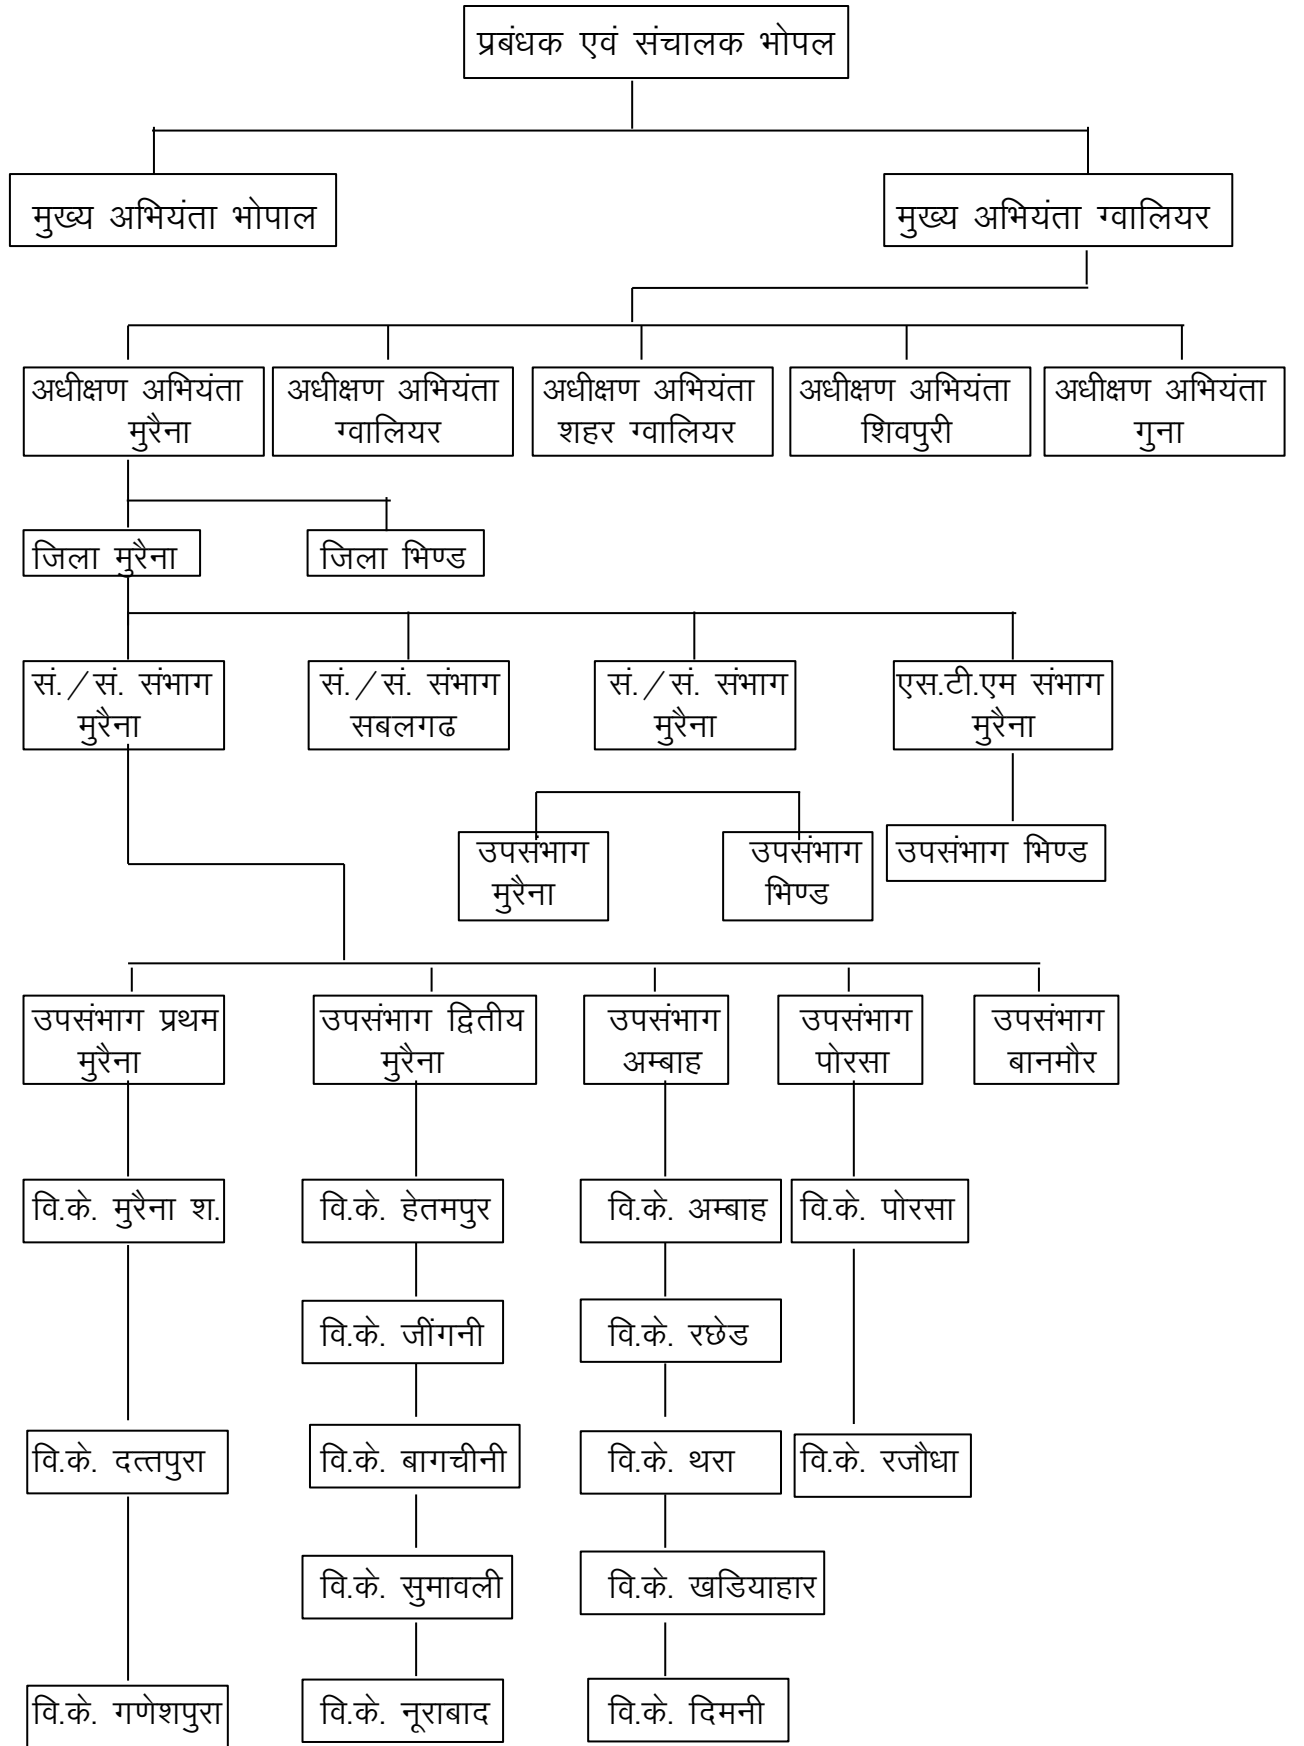 प्रबंधक एवं संचालक भोपल
मुख्य अभियंता भोपाल
मुख्य अभियंता ग्वालियर
अधीक्षण अभियंता
मुरैना
अधीक्षण अभियंता
ग्वालियर
अधीक्षण अभियंता
शहर ग्वालियर
अधीक्षण अभियंता
शिवपुरी
अधीक्षण अभियंता
गुना
जिला मुरैना
जिला भिण्ड
सं./सं. संभाग
मुरैना
सं./सं. संभाग
सबलगढ
सं./सं. संभाग
मुरैना
एस.टी.एम संभाग
मुरैना
उपसंभाग
मुरैना
उपसंभाग
भिण्ड
उपसंभाग भिण्ड
उपसंभाग प्रथम
मुरैना
उपसंभाग द्वितीय
मुरैना
उपसंभाग
अम्बाह
उपसंभाग
पोरसा
उपसंभाग
बानमौर
वि.के. मुरैना श.
वि.के. हेतमपुर
वि.के. अम्बाह
वि.के. पोरसा
वि.के. जींगनी
वि.के. रछेड
वि.के. दत्तपुरा
वि.के. बागचीनी
वि.के. थरा
वि.के. रजौधा
वि.के. सुमावली
वि.के. खडियाहार
वि.के. गणेशपुरा
वि.के. नूराबाद
वि.के. दिमनी